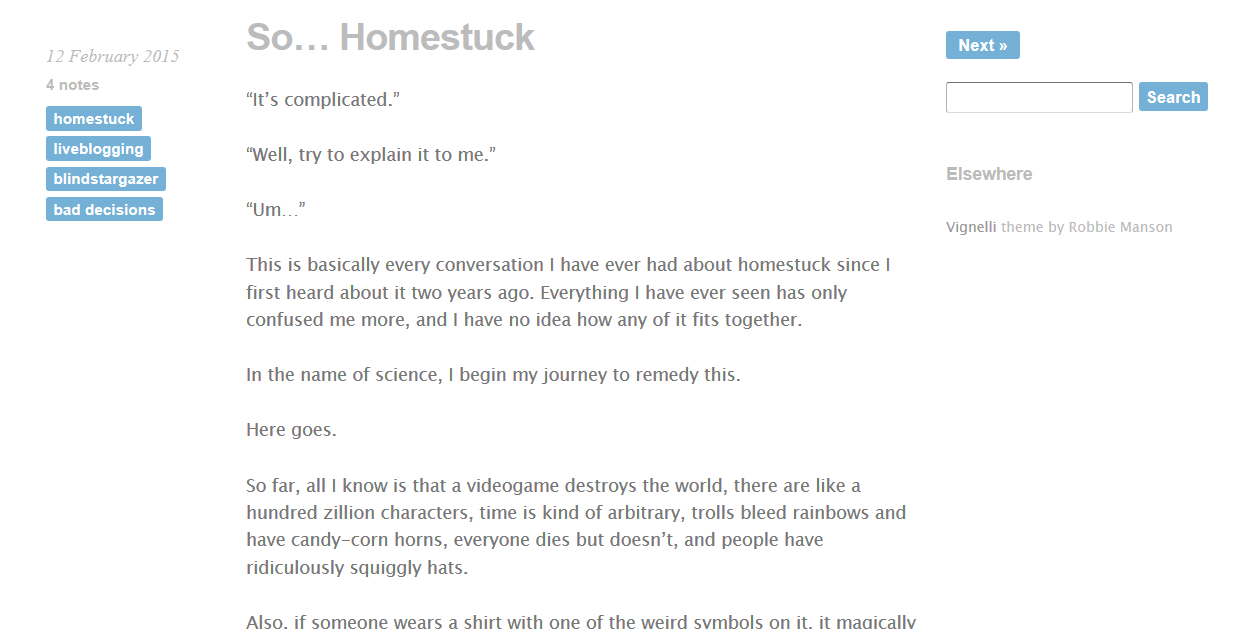 12 February 2015
4 notes
homestuck
liveblogging
blindstargazer
bad decisions
So… Homestuck
“It’s complicated.”
“Well, try to explain it to me.”
“Um…”
This is basically every conversation I have ever had about homestuck since I
first heard about it two years ago. Everything I have ever seen has only
confused me more, and I have no idea how any of it fits together.
In the name of science, I begin my journey to remedy this.
Here goes.
So far, all I know is that a videogame destroys the world, there are like a
hundred zillion characters, time is kind of arbitrary, trolls bleed rainbows and
have candy-corn horns, everyone dies but doesn’t, and people have
ridiculously squiggly hats.
Also, if someone wears a shirt with one of the weird symbols on it, it magically
Next »
Search
Elsewhere
Vignelli theme by Robbie Manson